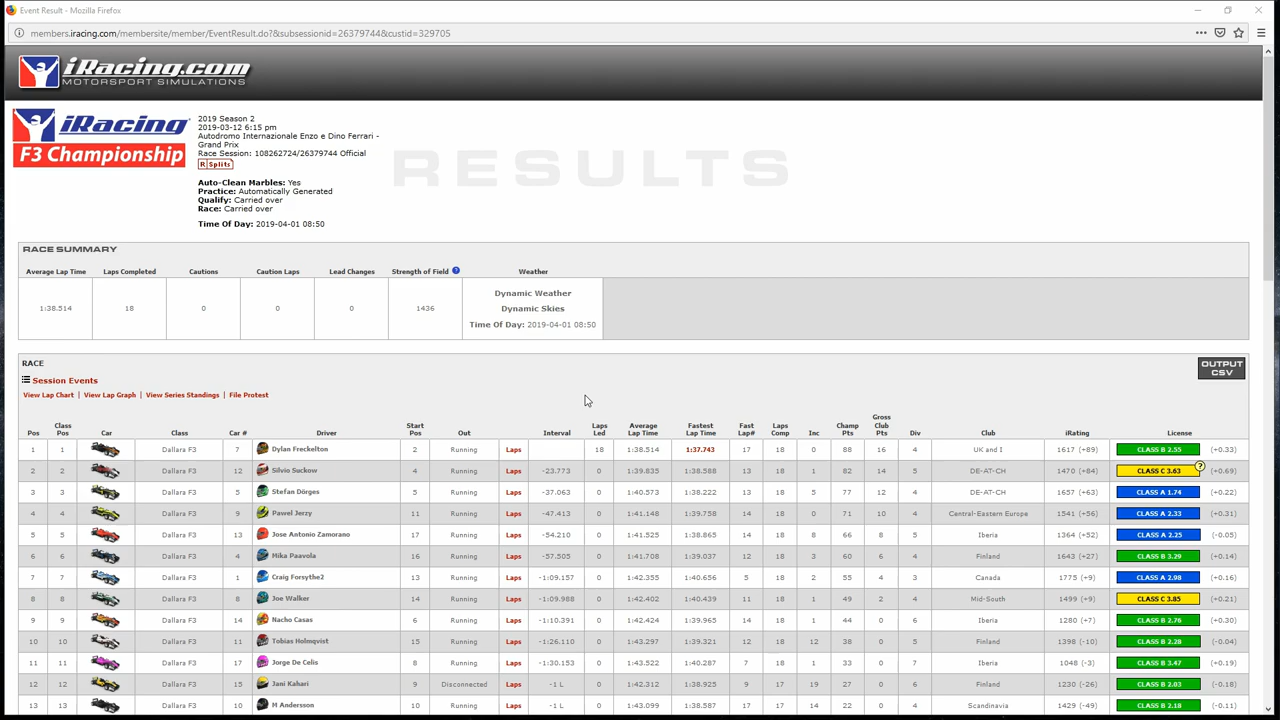 Event Result - Mozilla Firefox
members.iracing.com/membersite/member/EventResult.do?&subsessionid=26379744&custid=329705
iRacing.com
MOTORSPORT SIMULATIONS
iRacing
F3 Championship
2019 Season 2
2019-03-12 6:15 pm
Autodromo Internazionale Enzo e Dino Ferrari -
Grand Prix
Race Session: 108262724/26379744 Official
R Splits
RESULTS
Auto-Clean Marbles: Yes
Practice: Automatically Generated
Qualify: Carried over
Race: Carried over
Time Of Day: 2019-04-01 08:50
RACE SUMMARY
Average Lap Time Laps Completed Cautions Caution Laps Lead Changes Strength of Field ? Weather
1:38.514 18 0 0 0 1436
Dynamic Weather
Dynamic Skies
Time Of Day: 2019-04-01 08:50
RACE
OUTPUT
CSV
Session Events
View Lap Chart | View Lap Graph | View Series Standings | File Protest
Pos Class Pos Car Class Car # Driver Start Pos Out Interval Laps Led Average Lap Time Fastest Lap Time Fast Lap# Laps Comp Inc Champ Pts Gross Club Pts Div Club iRating License
1 1 Dallara F3 7 Dylan Freckelton 2 Running Laps 18 1:38.514 1:37.743 17 18 0 88 16 4 UK and I 1617 (+89) CLASS B 2.55 (+0.33)
2 2 Dallara F3 12 Silvio Suckow 4 Running Laps -23.773 0 1:39.835 1:38.588 13 18 1 82 14 5 DE-AT-CH 1470 (+84) CLASS C 3.63 ? (+0.69)
3 3 Dallara F3 5 Stefan Dörges 5 Running Laps -37.063 0 1:40.573 1:38.222 13 18 5 77 12 4 DE-AT-CH 1657 (+63) CLASS A 1.74 (+0.22)
4 4 Dallara F3 9 Pawel Jerzy 11 Running Laps -47.413 0 1:41.148 1:39.758 14 18 0 71 10 4 Central-Eastern Europe 1541 (+56) CLASS A 2.33 (+0.31)
5 5 Dallara F3 13 Jose Antonio Zamorano 17 Running Laps -54.210 0 1:41.525 1:38.865 14 18 8 66 8 5 Iberia 1364 (+52) CLASS A 2.25 (-0.05)
6 6 Dallara F3 4 Mika Paavola 16 Running Laps -57.505 0 1:41.708 1:39.037 12 18 3 60 6 4 Finland 1643 (+27) CLASS B 3.29 (+0.14)
7 7 Dallara F3 1 Craig Forsythe2 13 Running Laps -1:09.157 0 1:42.355 1:40.656 5 18 2 55 4 3 Canada 1775 (+9) CLASS A 2.98 (+0.16)
8 8 Dallara F3 8 Joe Walker 14 Running Laps -1:09.988 0 1:42.402 1:40.439 11 18 1 49 2 4 Mid-South 1499 (+9) CLASS C 3.85 (+0.21)
9 9 Dallara F3 14 Nacho Casas 6 Running Laps -1:10.391 0 1:42.424 1:39.965 14 18 1 44 0 6 Iberia 1280 (+7) CLASS B 2.76 (+0.30)
10 10 Dallara F3 11 Tobias Holmqvist 15 Running Laps -1:26.110 0 1:43.297 1:39.321 12 18 12 38 0 5 Finland 1398 (-10) CLASS B 2.28 (-0.04)
11 11 Dallara F3 17 Jorge De Celis 8 Running Laps -1:30.153 0 1:43.522 1:40.287 7 18 1 33 0 7 Iberia 1048 (-3) CLASS B 3.47 (+0.19)
12 12 Dallara F3 15 Jani Kahari 9 Disconnected Laps -1 L 0 1:42.312 1:38.925 9 17 19 27 0 6 Finland 1230 (-26) CLASS B 2.03 (-0.18)
13 13 Dallara F3 10 M Andersson 3 Running Laps -1 L 0 1:43.099 1:38.587 17 17 14 22 0 5 Scandinavia 1429 (-49) CLASS B 2.18 (-0.11)